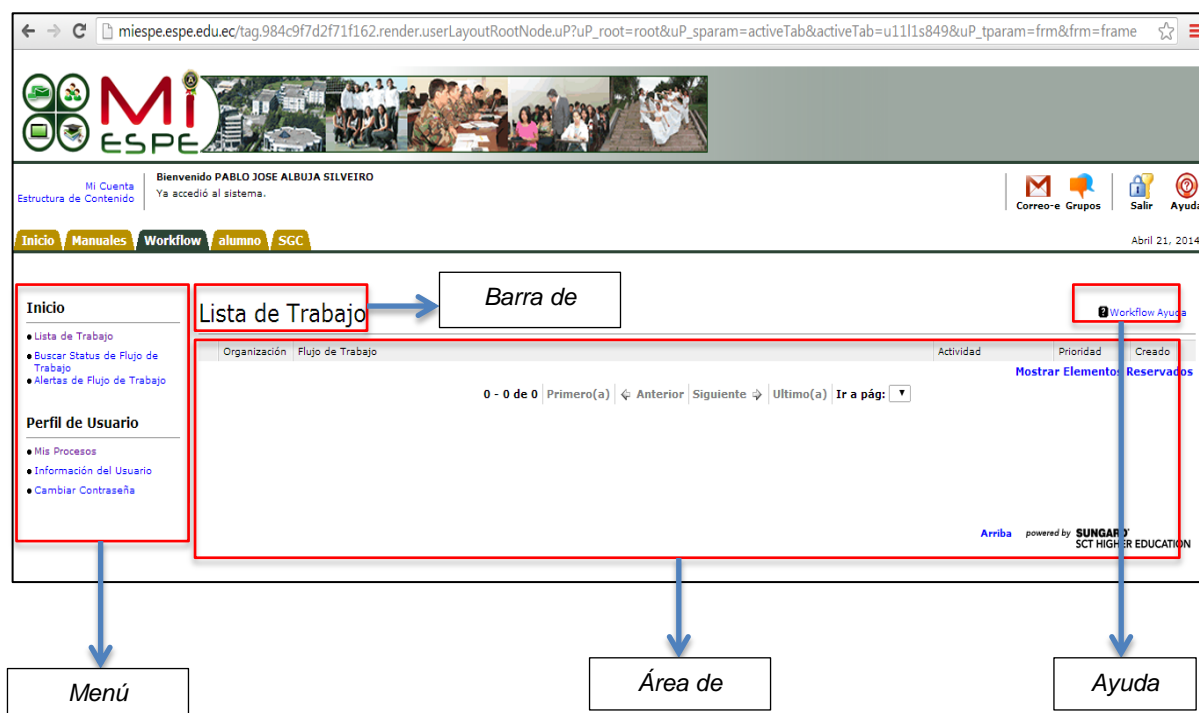 miespe.espe.edu.ec/tag.984c9f7d2f71f162.render.userLayoutRootNode.uP?uP_root=root&uP_sparam=activeTab&activeTab=u11l1s849&uP_tparam=frm&frm=frame
Mi
ESPE
Mi Cuenta
Estructura de Contenido
Bienvenido PABLO JOSE ALBUJA SILVEIRO
Ya accedió al sistema.
Correo-e Grupos Salir Ayuda
Inicio Manuales Workflow alumno SGC
Abril 21, 2014
Inicio
Lista de Trabajo
Buscar Status de Flujo de
Trabajo
Alertas de Flujo de Trabajo
Perfil de Usuario
Mis Procesos
Información del Usuario
Cambiar Contraseña
Lista de Trabajo
Barra de
Workflow Ayuda
Organización Flujo de Trabajo Actividad Prioridad Creado
Mostrar Elementos Reservados
0 - 0 de 0 Primero(a) Anterior Siguiente Ultimo(a) Ir a pág:
Arriba powered by SUNGARD
SCT HIGHER EDUCATION
Menú
Área de
Ayuda